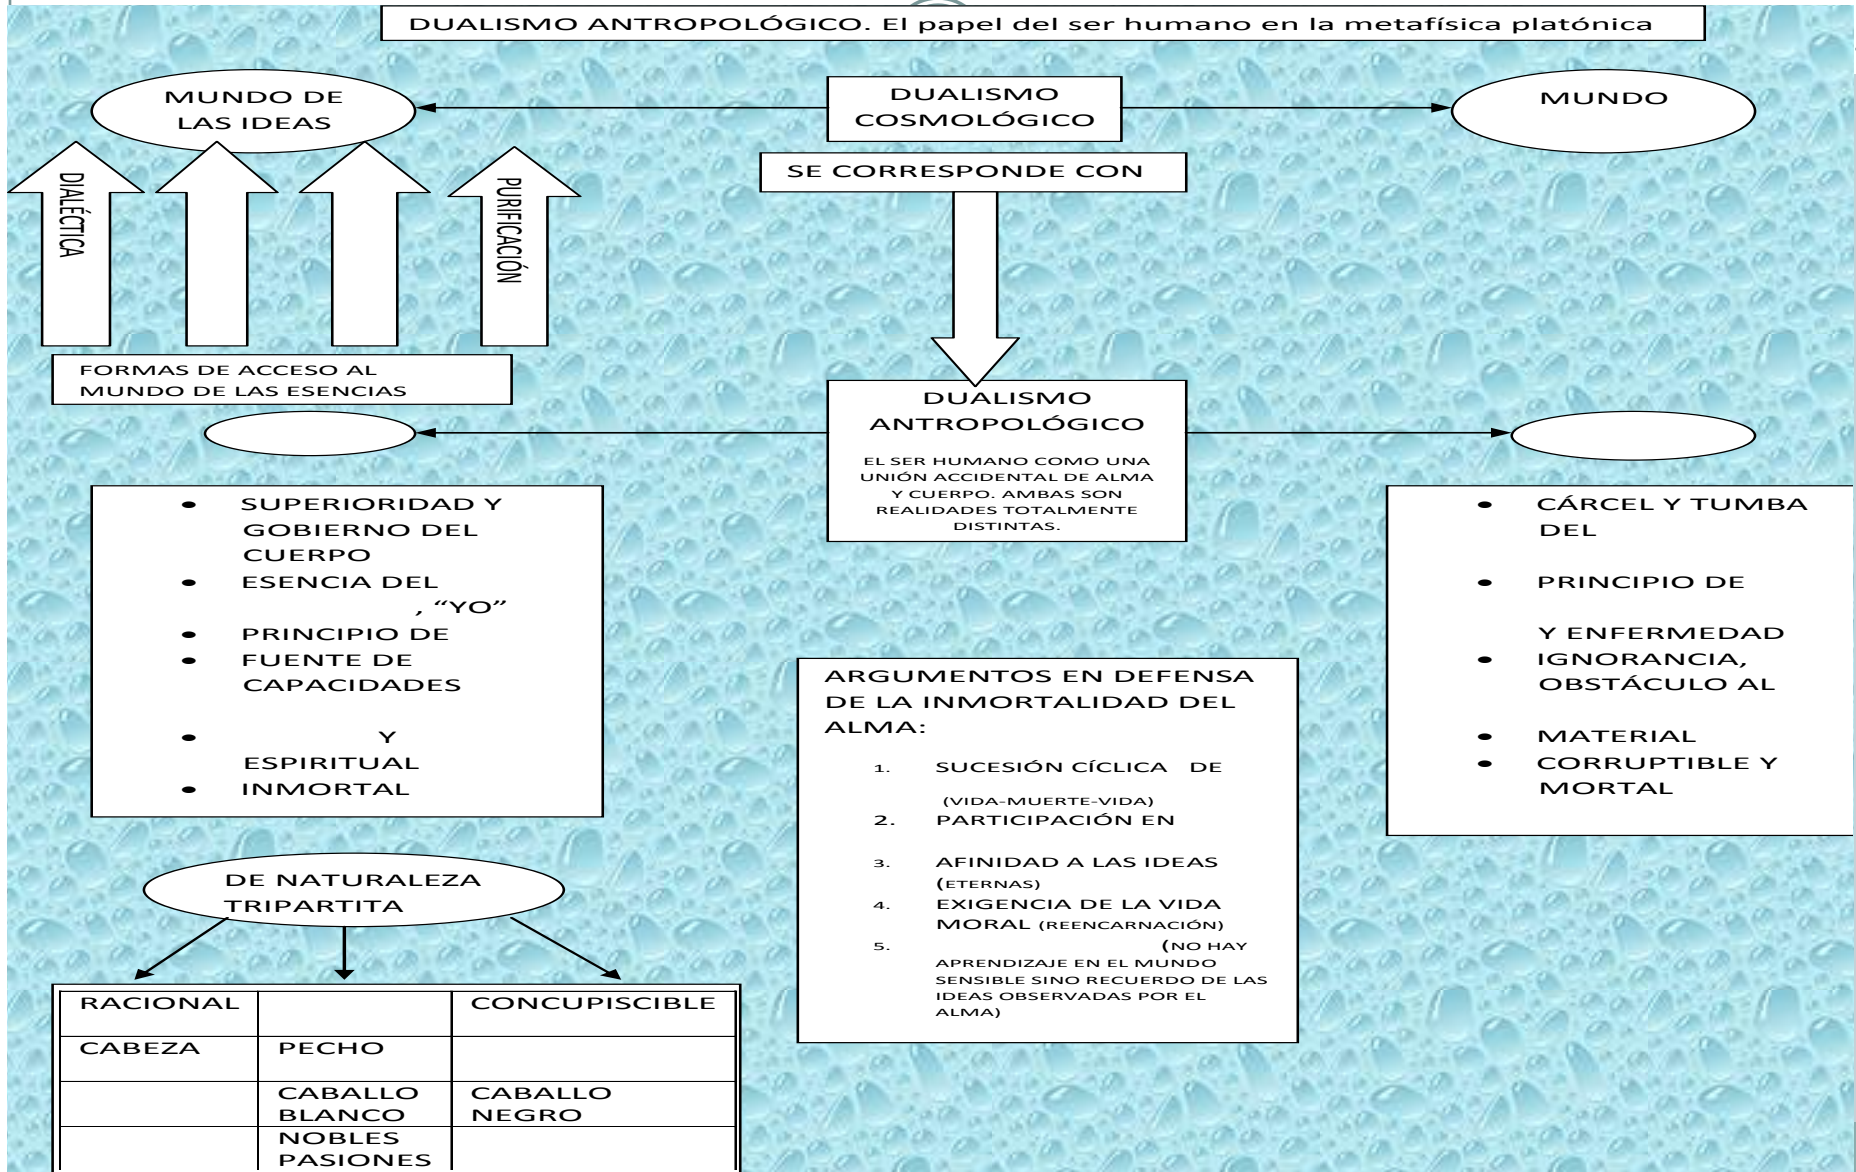 DUALISMO ANTROPOLÓGICO. El papel del ser humano en la metafísica platónica
MUNDO DE
LAS IDEAS
DUALISMO
COSMOLÓGICO
MUNDO
SE CORRESPONDE CON
DIALÉCTICA
PURIFICACIÓN
FORMAS DE ACCESO AL
MUNDO DE LAS ESENCIAS
DUALISMO
ANTROPOLÓGICO
EL SER HUMANO COMO UNA
UNIÓN ACCIDENTAL DE ALMA
Y CUERPO. AMBAS SON
REALIDADES TOTALMENTE
DISTINTAS.
• SUPERIORIDAD Y
GOBIERNO DEL
CUERPO
• ESENCIA DEL
, “YO”
• PRINCIPIO DE
• FUENTE DE
CAPACIDADES
• Y
ESPIRITUAL
• INMORTAL
• CÁRCEL Y TUMBA
DEL
• PRINCIPIO DE
Y ENFERMEDAD
• IGNORANCIA,
OBSTÁCULO AL
• MATERIAL
• CORRUPTIBLE Y
MORTAL
ARGUMENTOS EN DEFENSA
DE LA INMORTALIDAD DEL
ALMA:
1. SUCESIÓN CÍCLICA DE
(VIDA-MUERTE-VIDA)
2. PARTICIPACIÓN EN
3. AFINIDAD A LAS IDEAS
(ETERNAS)
4. EXIGENCIA DE LA VIDA
MORAL (REENCARNACIÓN)
5. (NO HAY
APRENDIZAJE EN EL MUNDO
SENSIBLE SINO RECUERDO DE LAS
IDEAS OBSERVADAS POR EL
ALMA)
DE NATURALEZA
TRIPARTITA
RACIONAL CONCUPISCIBLE
CABEZA PECHO
CABALLO
BLANCO
CABALLO
NEGRO
NOBLES
PASIONES